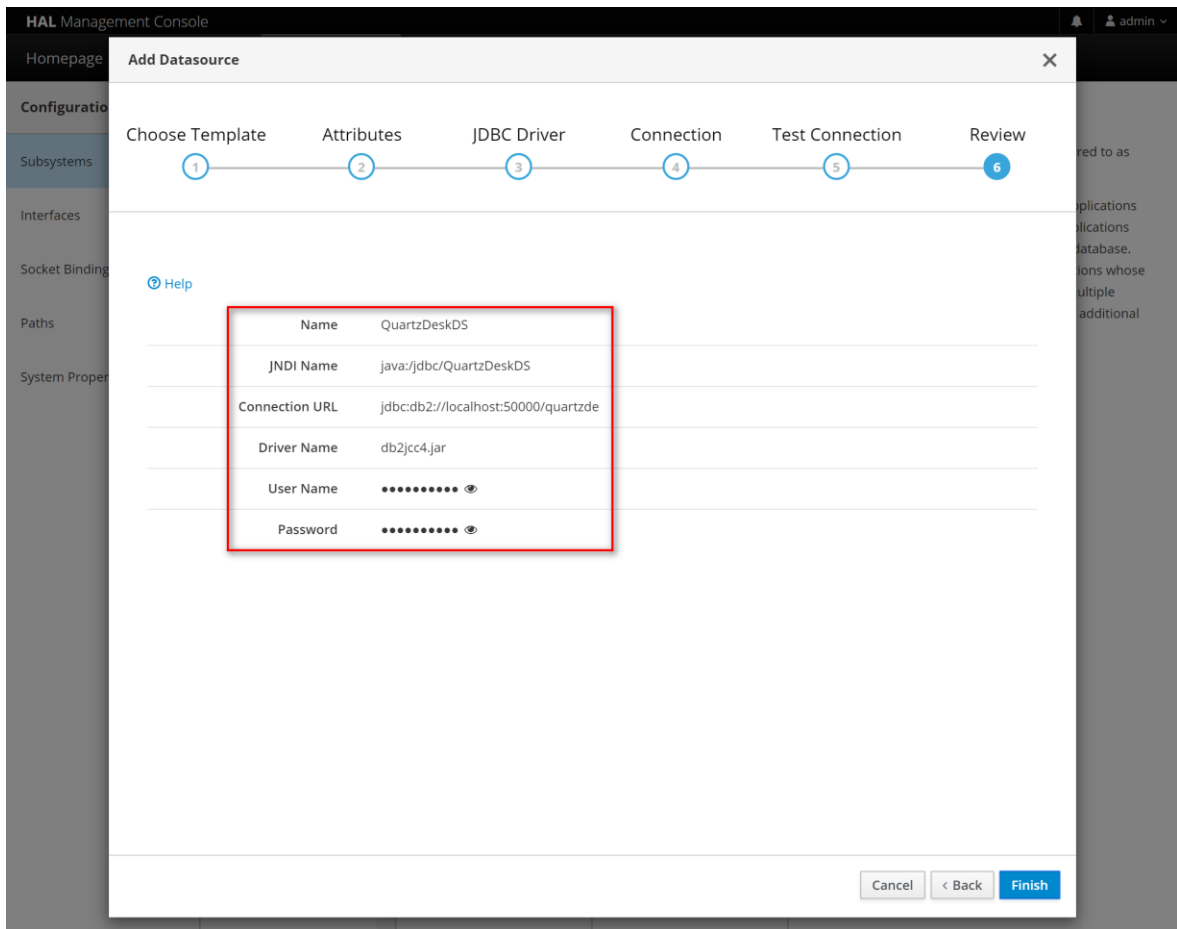 HAL Management Console
admin
Homepage
Add Datasource
Configuratio
Choose Template Attributes JDBC Driver Connection Test Connection Review
1 2 3 4 5 6
Subsystems
red to as
Interfaces
pplications
plications
database.
Socket Binding
ions whose
Help
ultiple
Paths
additional
Name QuartzDeskDS
JNDI Name java:/jdbc/QuartzDeskDS
System Proper
Connection URL jdbc:db2://localhost:50000/quartzde
Driver Name db2jcc4.jar
User Name ••••••••••
Password ••••••••••
Cancel < Back Finish